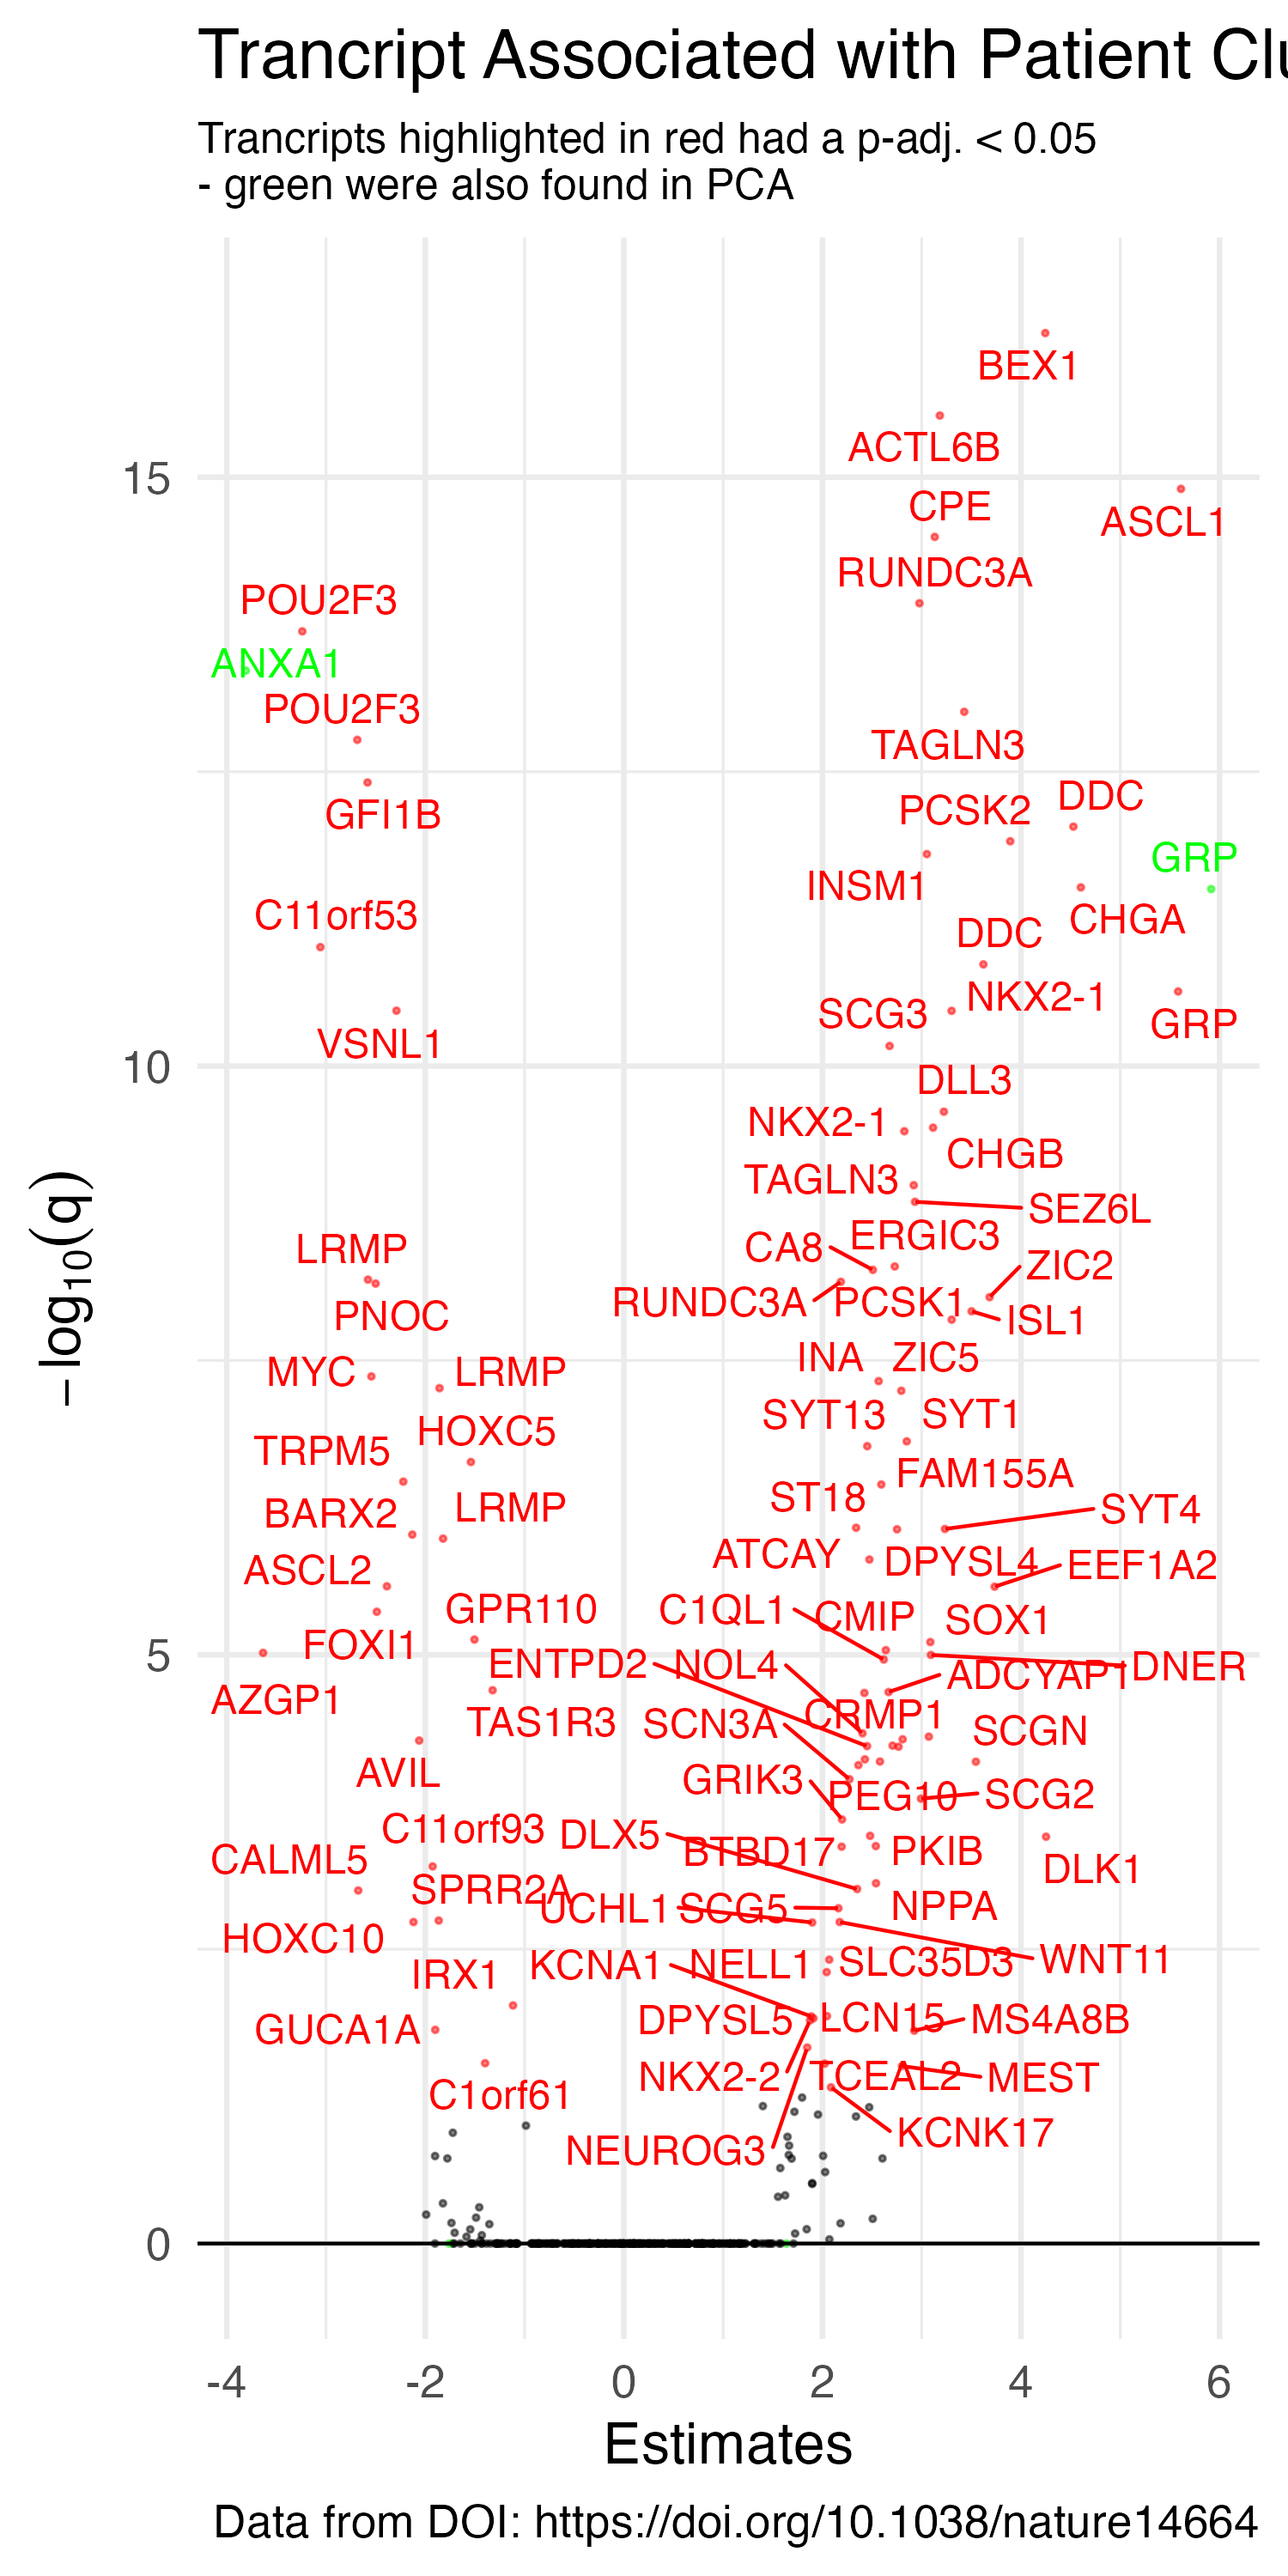 Trancript Associated with Patient Clu
Trancripts highlighted in red had a p-adj. < 0.05
- green were also found in PCA
BEX1
ACTL6B
15
CPE
ASCL1
RUNDC3A
POU2F3
ANXA1
POU2F3
TAGLN3
DDC
PCSK2
GFI1B
GRP
INSM1
C11orf53
CHGA
DDC
NKX2-1
SCG3
GRP
VSNL1
10
DLL3
NKX2-1
CHGB
TAGLN3
SEZ6L
ERGIC3
CA8
LRMP
ZIC2
RUNDC3A
PCSK1
PNOC
ISL1
INA
ZIC5
MYC
LRMP
SYT13
SYT1
HOXC5
TRPM5
FAM155A
ST18
LRMP
SYT4
BARX2
ATCAY
DPYSL4
EEF1A2
ASCL2
GPR110
C1QL1
CMIP
SOX1
FOXI1
5
ENTPD2
NOL4
DNER
ADCYAP1
AZGP1
CRMP1
TAS1R3
SCN3A
SCGN
AVIL
GRIK3
PEG10
SCG2
C11orf93
DLX5
BTBD17
PKIB
CALML5
DLK1
SPRR2A
UCHL1
SCG5
NPPA
HOXC10
WNT11
KCNA1
NELL1
SLC35D3
IRX1
DPYSL5
LCN15
MS4A8B
GUCA1A
NKX2-2
TCEAL2
MEST
C1orf61
KCNK17
NEUROG3
0
-4 -2 0 2 4 6
−log10(q)
Estimates
Data from DOI: https://doi.org/10.1038/nature14664